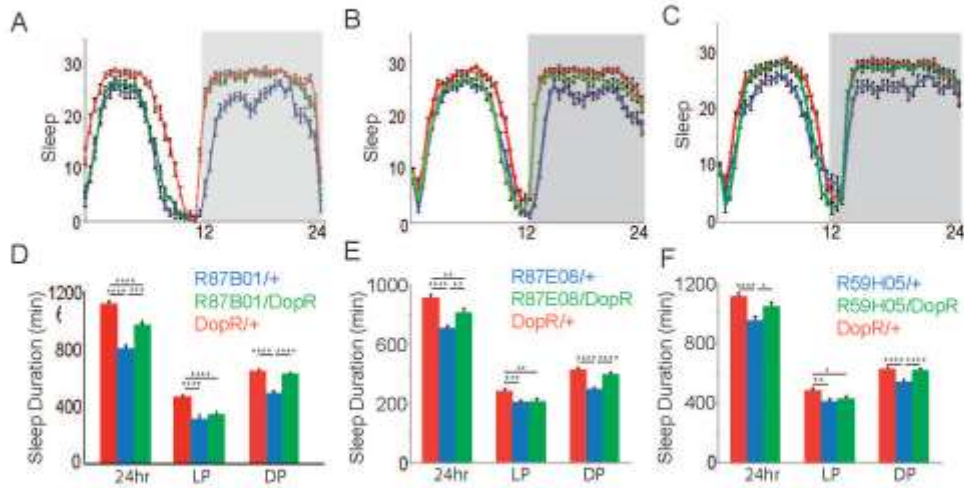 A
B
C
Sleep
30
20
10
0
12
24
Sleep
30
20
10
0
12
24
Sleep
30
20
10
0
12
24
D
E
F
R87B01/+
R87B01/DopR
DopR/+
R87E08/+
R87E08/DopR
DopR/+
R59H05/+
R59H05/DopR
DopR/+
Sleep Duration (min)
1200
800
400
0
24hr LP DP
Sleep Duration (min)
1000
600
200
0
24hr LP DP
Sleep Duration (min)
1200
800
400
0
24hr LP DP